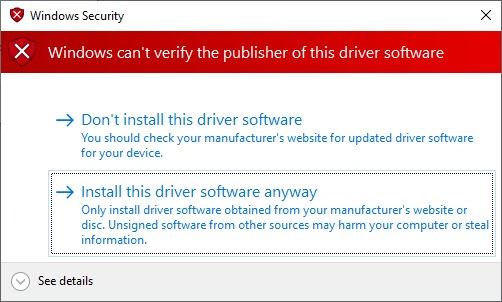 Windows Security
Windows can't verify the publisher of this driver software
Don't install this driver software
You should check your manufacturer's website for updated driver software
for your device.
Install this driver software anyway
Only install driver software obtained from your manufacturer's website or
disc. Unsigned software from other sources may harm your computer or steal
information.
See details